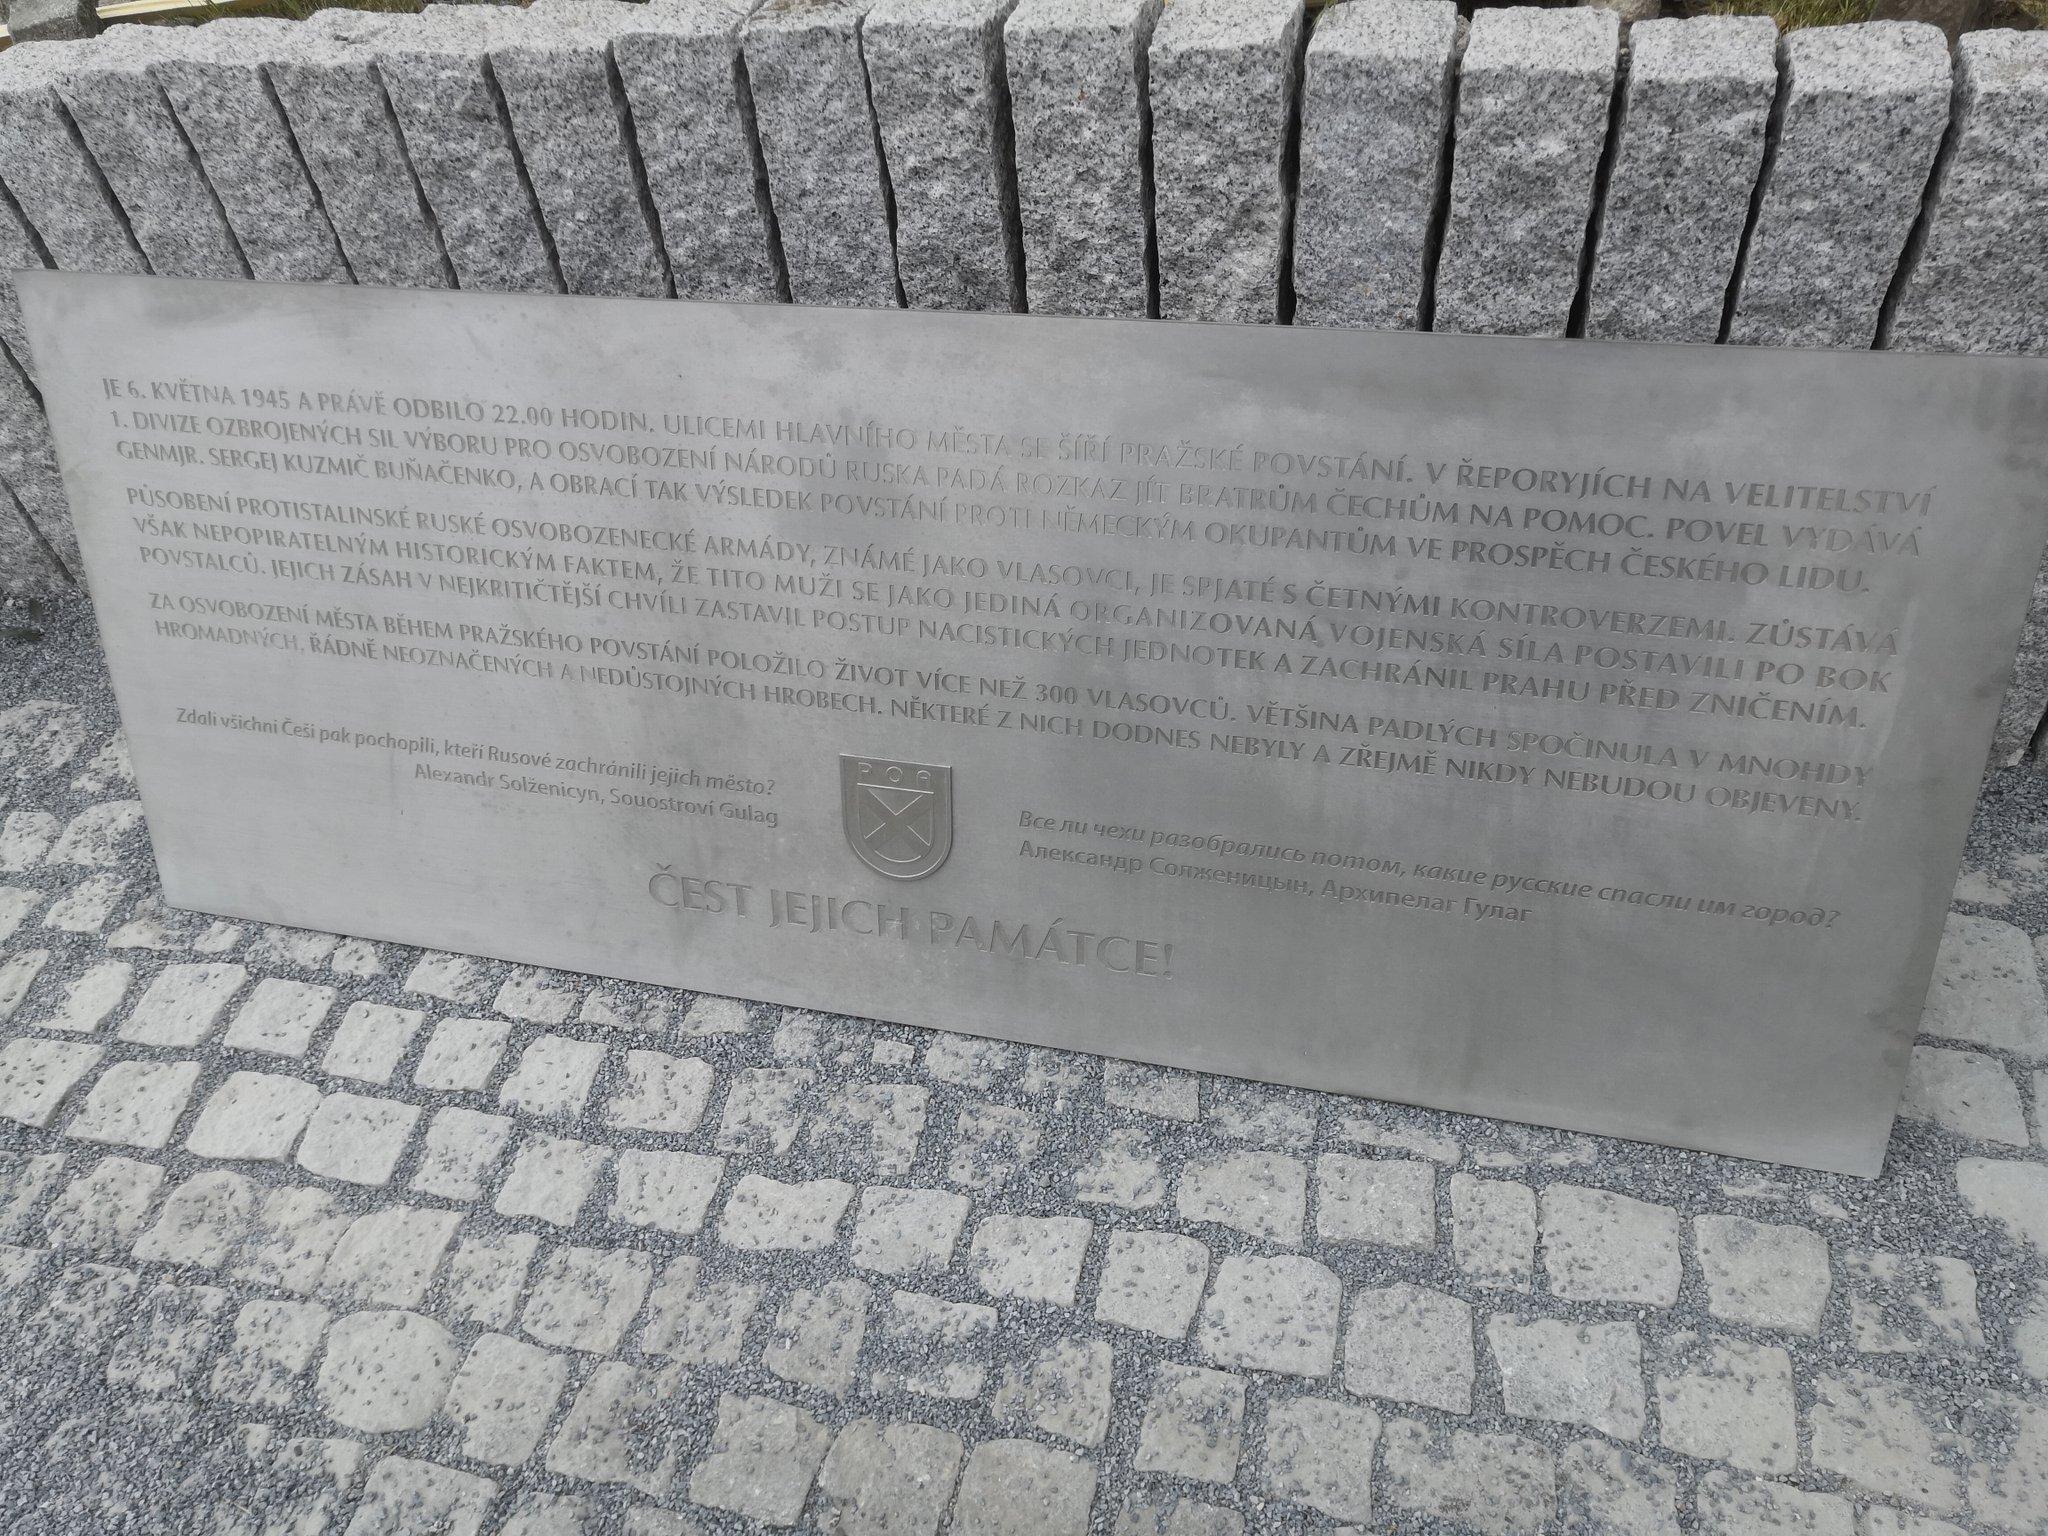 JE 6. KVĚTNA 1945 A PRÁVĚ ODBILO 22.00 HODIN. ULICEMI HLAVNÍHO MĚSTA SE ŠÍŘÍ PRAŽSKÉ POVSTÁNÍ. V ŘEPORYJÍCH NA VELITELSTVÍ
1. DIVIZE OZBROJENÝCH SIL VÝBORU PRO OSVOBOZENÍ NÁRODŮ RUSKA PADÁ ROZKAZ JÍT BRATRŮM ČECHŮM NA POMOC. POVEL VYDÁVÁ
GENMJR. SERGEJ KUZMIČ BUŇAČENKO, A OBRACÍ TAK VÝSLEDEK POVSTÁNÍ PROTI NĚMECKÝM OKUPANTŮM VE PROSPĚCH ČESKÉHO LIDU.
PŮSOBENÍ PROTISTALINSKÉ RUSKÉ OSVOBOZENECKÉ ARMÁDY, ZNÁMÉ JAKO VLASOVCI, JE SPJATÉ S ČETNÝMI KONTROVERZEMI. ZŮSTÁVÁ
VŠAK NEPOPIRATELNÝM HISTORICKÝM FAKTEM, ŽE TITO MUŽI SE JAKO JEDINÁ ORGANIZOVANÁ VOJENSKÁ SÍLA POSTAVILI PO BOK
POVSTALCŮ. JEJICH ZÁSAH V NEJKRITIČTĚJŠÍ CHVÍLI ZASTAVIL POSTUP NACISTICKÝCH JEDNOTEK A ZACHRÁNIL PRAHU PŘED ZNIČENÍM.
ZA OSVOBOZENÍ MĚSTA BĚHEM PRAŽSKÉHO POVSTÁNÍ POLOŽILO ŽIVOT VÍCE NEŽ 300 VLASOVCŮ. VĚTŠINA PADLÝCH SPOČINULA V MNOHDY
HROMADNÝCH, ŘÁDNĚ NEOZNAČENÝCH A NEDŮSTOJNÝCH HROBECH. NĚKTERÉ Z NICH DODNES NEBYLY A ZŘEJMĚ NIKDY NEBUDOU OBJEVENY.
Zdali všichni Češi pak pochopili, kteří Rusové zachránili jejich město?
Alexandr Solženicyn, Souostroví Gulag
РОА
Все ли чехи разобрались потом, какие русские спасли им город?
Александр Солженицын, Архипелаг Гулаг
ČEST JEJICH PAMÁTCE!